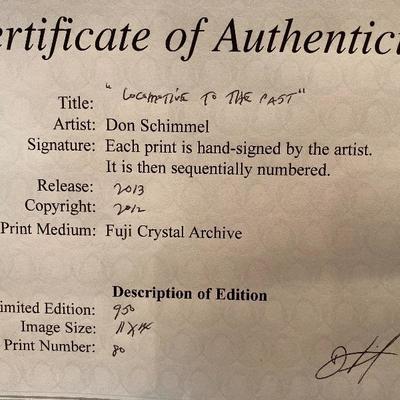 ertificate of Authentici
Title: "Locomotive to the Past"
Artist: Don Schimmel
Signature: Each print is hand-signed by the artist.
It is then sequentially numbered.
Release: 2013
Copyright: 2012
Print Medium: Fuji Crystal Archive
Description of Edition
imited Edition: 950
Image Size: 11x14
Print Number: 80